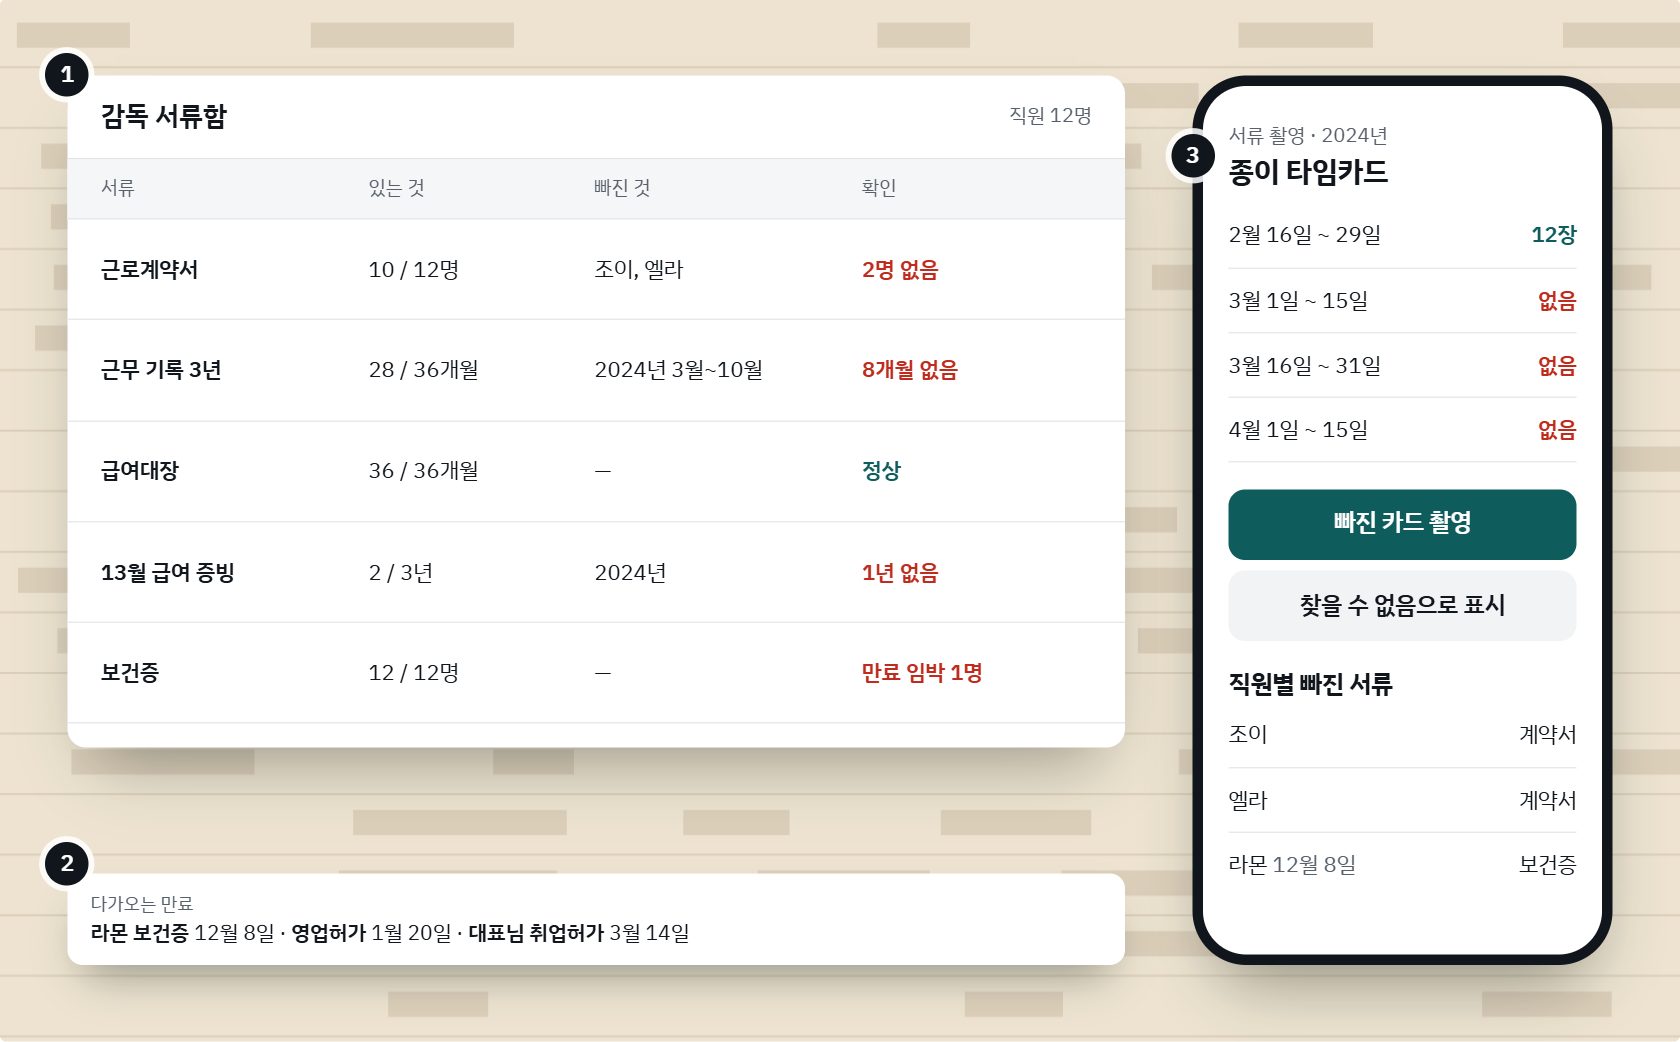 1
감독 서류함
직원 12명
서류 있는 것 빠진 것 확인
근로계약서 10 / 12명 조이, 엘라 2명 없음
근무 기록 3년 28 / 36개월 2024년 3월~10월 8개월 없음
급여대장 36 / 36개월 — 정상
13월 급여 증빙 2 / 3년 2024년 1년 없음
보건증 12 / 12명 — 만료 임박 1명
2
다가오는 만료
라몬 보건증 12월 8일 · 영업허가 1월 20일 · 대표님 취업허가 3월 14일
3
서류 촬영 · 2024년
종이 타임카드
2월 16일 ~ 29일 12장
3월 1일 ~ 15일 없음
3월 16일 ~ 31일 없음
4월 1일 ~ 15일 없음
빠진 카드 촬영
찾을 수 없음으로 표시
직원별 빠진 서류
조이 계약서
엘라 계약서
라몬 12월 8일 보건증